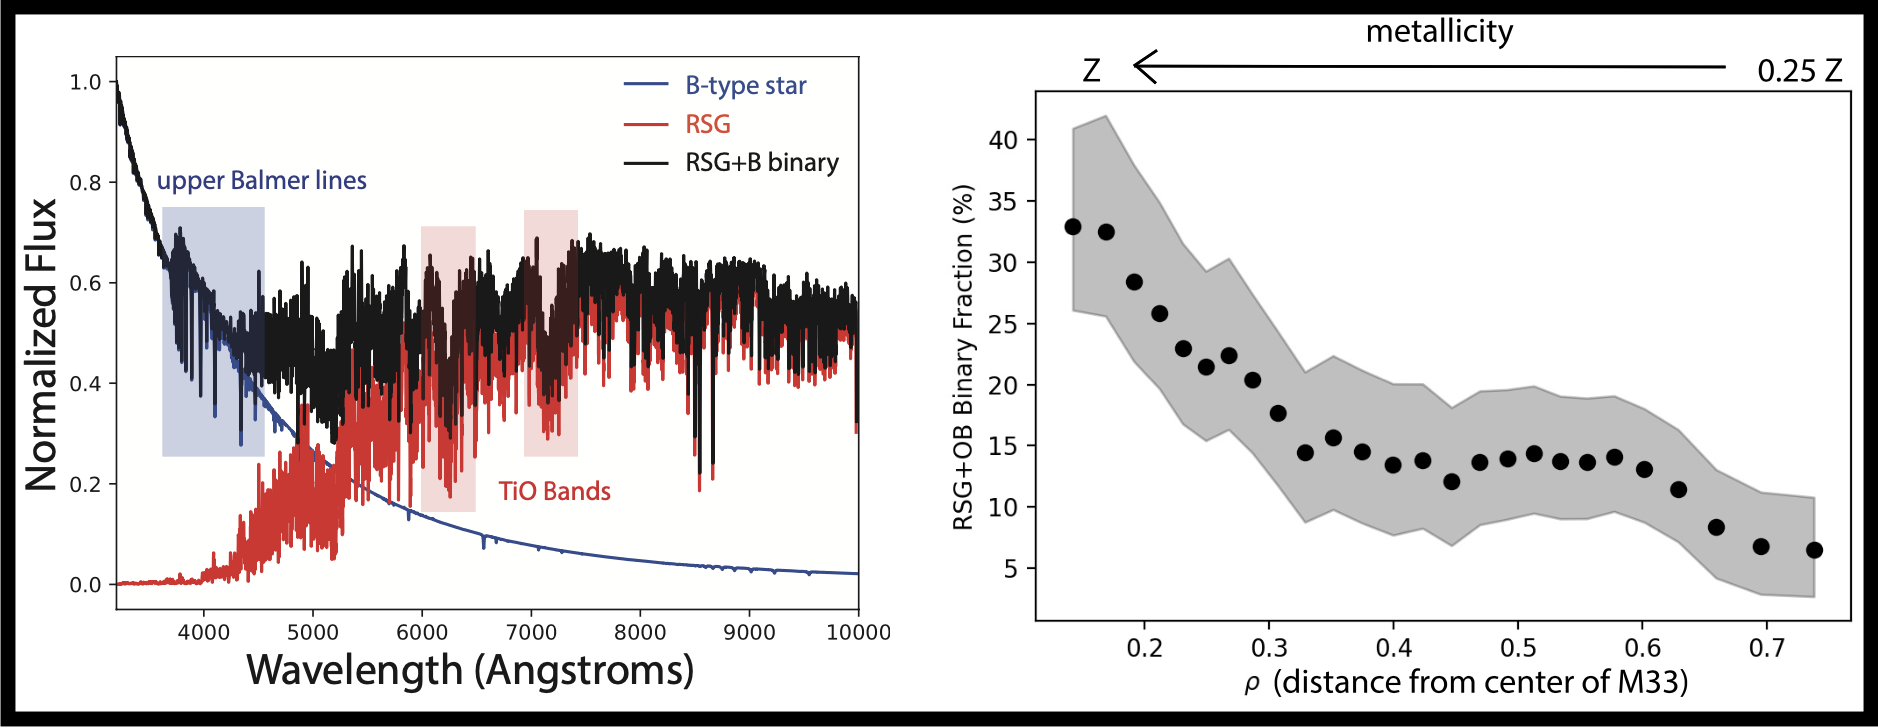 1.0
0.8
0.6
0.4
0.2
0.0
Normalized Flux
B-type star
RSG
RSG+B binary
upper Balmer lines
TiO Bands
4000 5000 6000 7000 8000 9000 10000
Wavelength (Angstroms)
metallicity
Z 0.25 Z
40
35
30
25
20
15
10
5
RSG+OB Binary Fraction (%)
0.2 0.3 0.4 0.5 0.6 0.7
ρ (distance from center of M33)